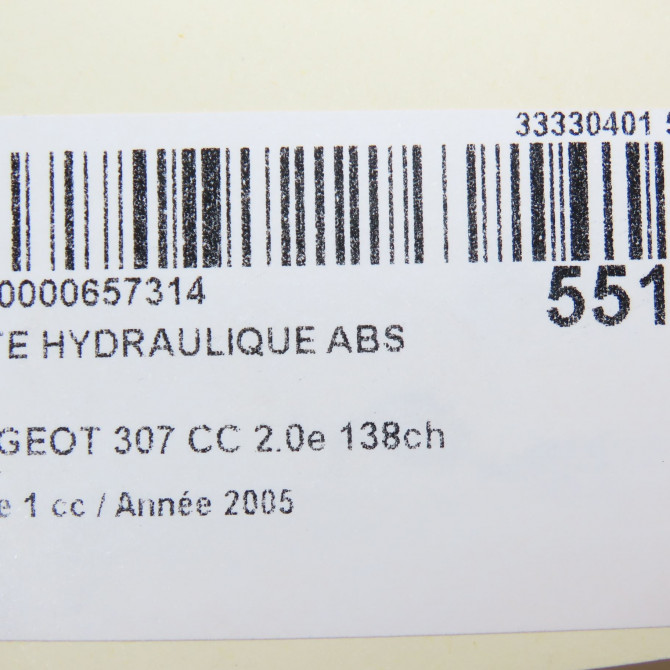 33330401
0000657314
551
TE HYDRAULIQUE ABS
GEOT 307 CC 2.0e 138ch
e 1 cc / Année 2005